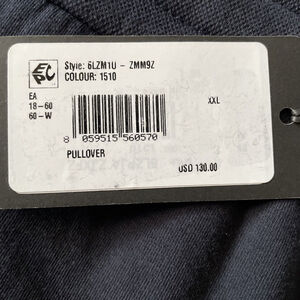 Style: 6LZM1U - ZMM9Z
COLOUR: 1510
EA
18-60
60-W
XXL
8 059515 560570
PULLOVER
USD 130.00